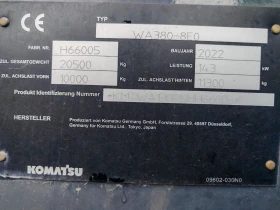 TYP WA380-8E0
FABR. NR. H66005 BAUJAHR 2022
ZUL. GESAMTGEWICHT 20500 Kg LEISTUNG 143 kW
ZUL. ACHSLAST VORN 10000 Kg ZUL. ACHSLAST HINTEN 11300 Kg
Produkt Identifizierung Nummer
HERSTELLER Produziert von Komatsu Germany GmbH, Forststrasse 29, 40597 Düsseldorf,
Germany für Komatsu Ltd., Tokyo, Japan
KOMATSU
09602-030N0